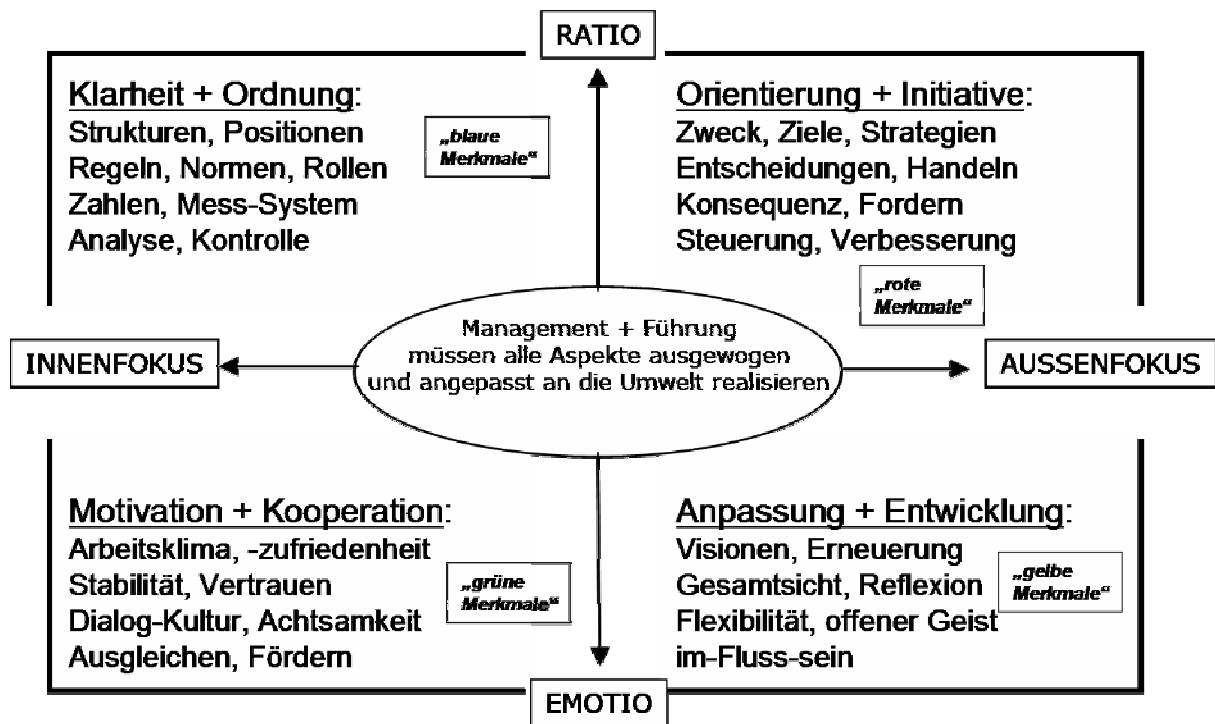 RATIO
Klarheit + Ordnung:
Strukturen, Positionen
Regeln, Normen, Rollen
Zahlen, Mess-System
Analyse, Kontrolle
„blaue
Merkmale“
Orientierung + Initiative:
Zweck, Ziele, Strategien
Entscheidungen, Handeln
Konsequenz, Fordern
Steuerung, Verbesserung
„rote
Merkmale“
INNENFOKUS
Management + Führung
müssen alle Aspekte ausgewogen
und angepasst an die Umwelt realisieren
AUSSENFOKUS
Motivation + Kooperation:
Arbeitsklima, -zufriedenheit
Stabilität, Vertrauen
Dialog-Kultur, Achtsamkeit
Ausgleichen, Fördern
„grüne
Merkmale“
Anpassung + Entwicklung:
Visionen, Erneuerung
Gesamtsicht, Reflexion
Flexibilität, offener Geist
im-Fluss-sein
„gelbe
Merkmale“
EMOTIO